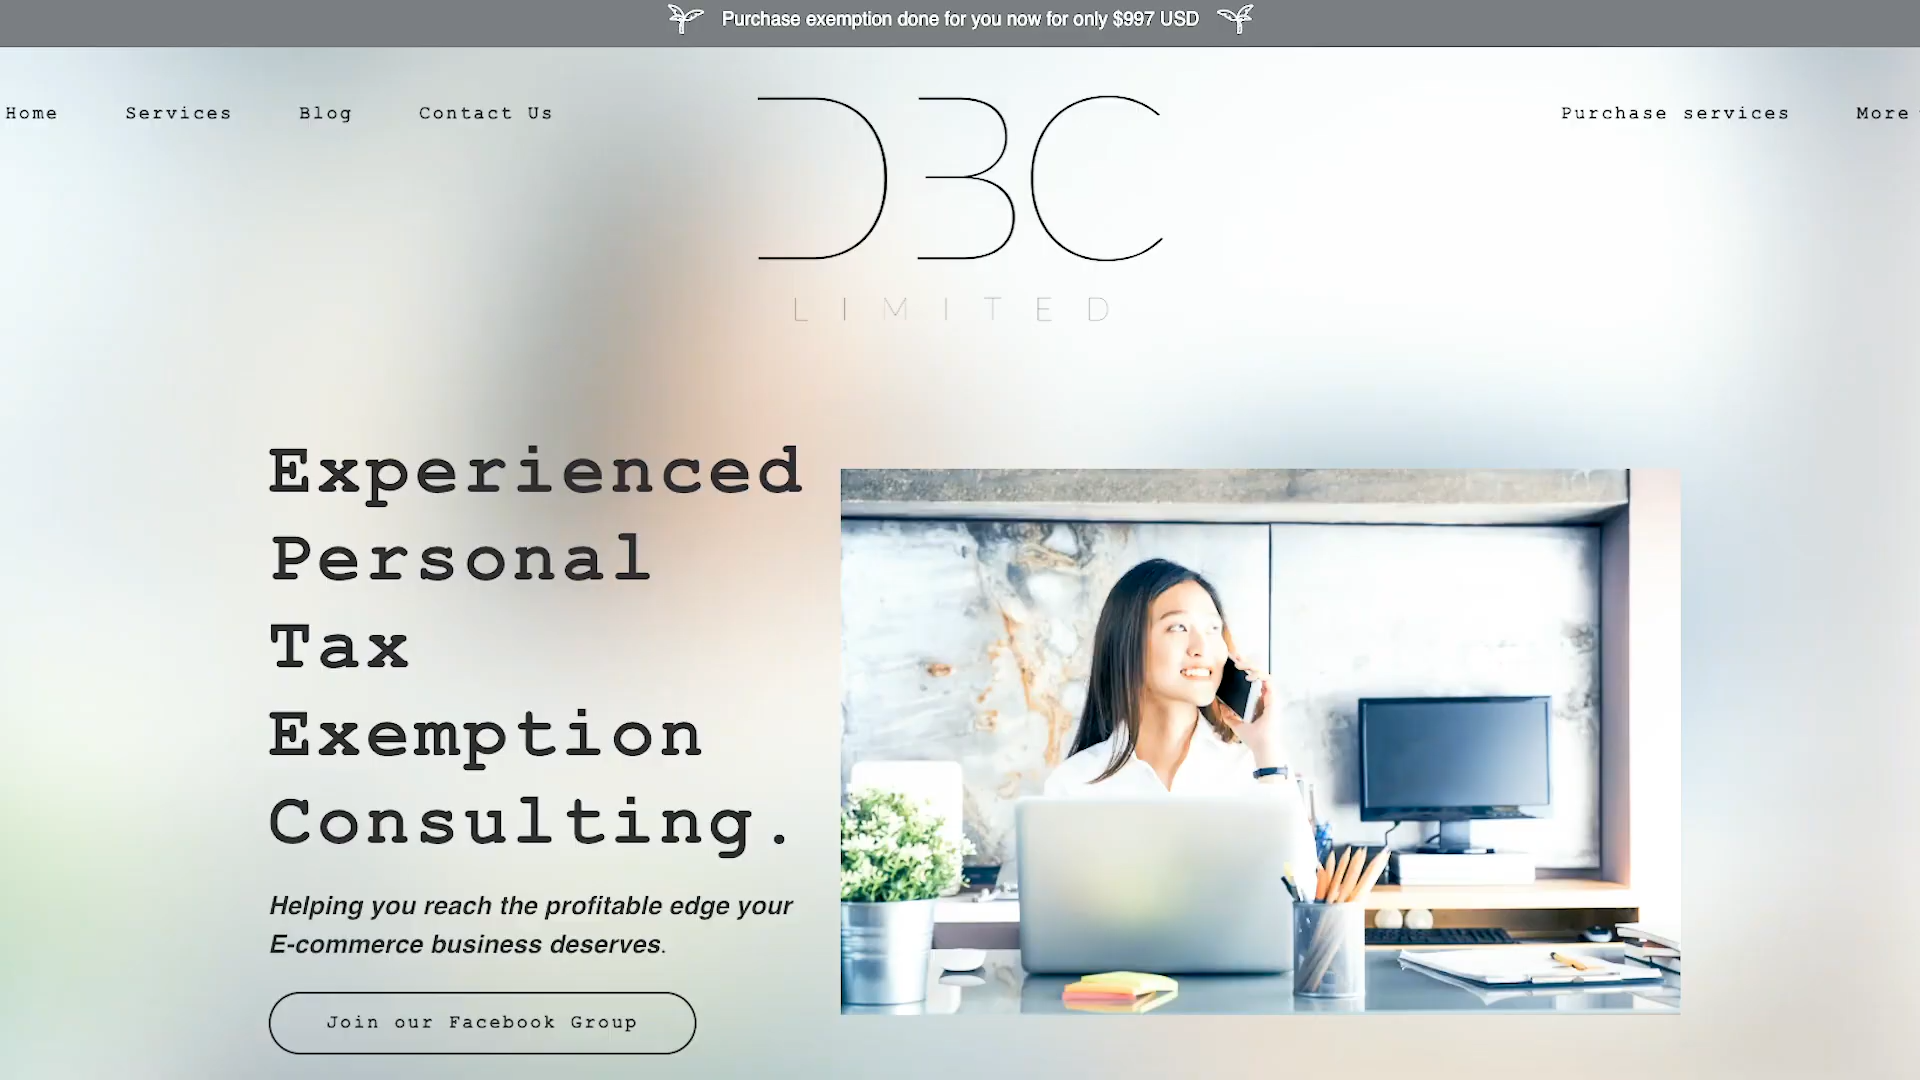 Purchase exemption done for you now for only $997 USD
Home
Services
Blog
Contact Us
DBC
LIMITED
Purchase services
More
Experienced
Personal
Tax
Exemption
Consulting.
Helping you reach the profitable edge your
E-commerce business deserves.
Join our Facebook Group